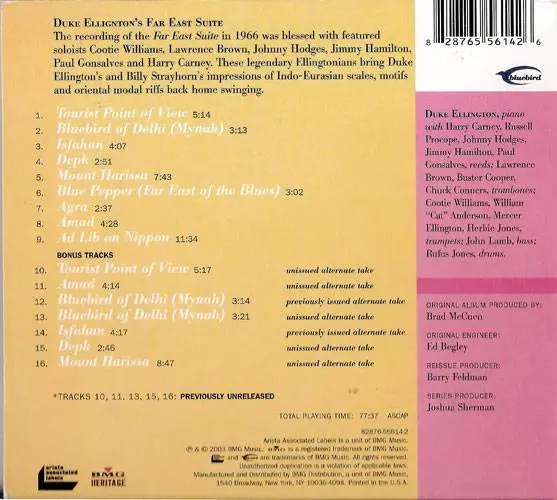 DUKE ELLIGNTON'S FAR EAST SUITE
The recording of the Far East Suite in 1966 was blessed with featured
soloists Cootie Williams, Lawrence Brown, Johnny Hodges, Jimmy Hamilton,
Paul Gonsalves and Harry Carney. These legendary Ellingtonians bring Duke
Ellington's and Billy Strayhorn's impressions of Indo-Eurasian scales, motifs
and oriental modal riffs back home swinging.
1. Tourist Point of View 5:14
2. Bluebird of Delhi (Mynah) 3:13
3. Isfahan 4:07
4. Depk 2:51
5. Mount Harissa 7:43
6. Blue Pepper (Far East of the Blues) 3:02
7. Agra 2:37
8. Amad 4:28
9. Ad Lib on Nippon 11:34
BONUS TRACKS
10. Tourist Point of View 5:17 unissued alternate take
11. Amad 4:14 unissued alternate take
12. Bluebird of Delhi (Mynah) 3:14 previously issued alternate take
13. Bluebird of Delhi (Mynah) 3:21 unissued alternate take
14. Isfahan 4:17 previously issued alternate take
15. Depk 2:46 unissued alternate take
16. Mount Harissa 8:47 unissued alternate take
*TRACKS 10, 11. 13, 15, 16: PREVIOUSLY UNRELEASED
TOTAL PLAYING TIME: 77:37 ASCAP
82876-55614-2
Arista Associated Labels is a unit of BMG Music.
℗ & © 2003 BMG Music. is a registered trademark of BMG Music.
and are trademarks of BMG Music. All rights reserved.
Unauthorized duplication is a violation of applicable laws.
Manufactured and Distributed by BMG Distribution, a unit of BMG Music,
1540 Broadway, New York, NY 10036-4098. Printed in the U.S.A.
arista
associated
labels
BMG
HERITAGE
8 28765 56142 6
bluebird
DUKE ELLINGTON, piano
with Harry Carney, Russell
Procope, Johnny Hodges,
Jimmy Hamilton, Paul
Gonsalves, reeds; Lawrence
Brown, Buster Cooper,
Chuck Connors, trombones;
Cootie Williams, William
"Cat" Anderson, Mercer
Ellington, Herbie Jones,
trumpets; John Lamb, bass;
Rufus Jones, drums.
ORIGINAL ALBUM PRODUCED BY:
Brad McCuen
ORIGINAL ENGINEER:
Ed Begley
REISSUE PRODUCER:
Barry Feldman
SERIES PRODUCER:
Joshua Sherman